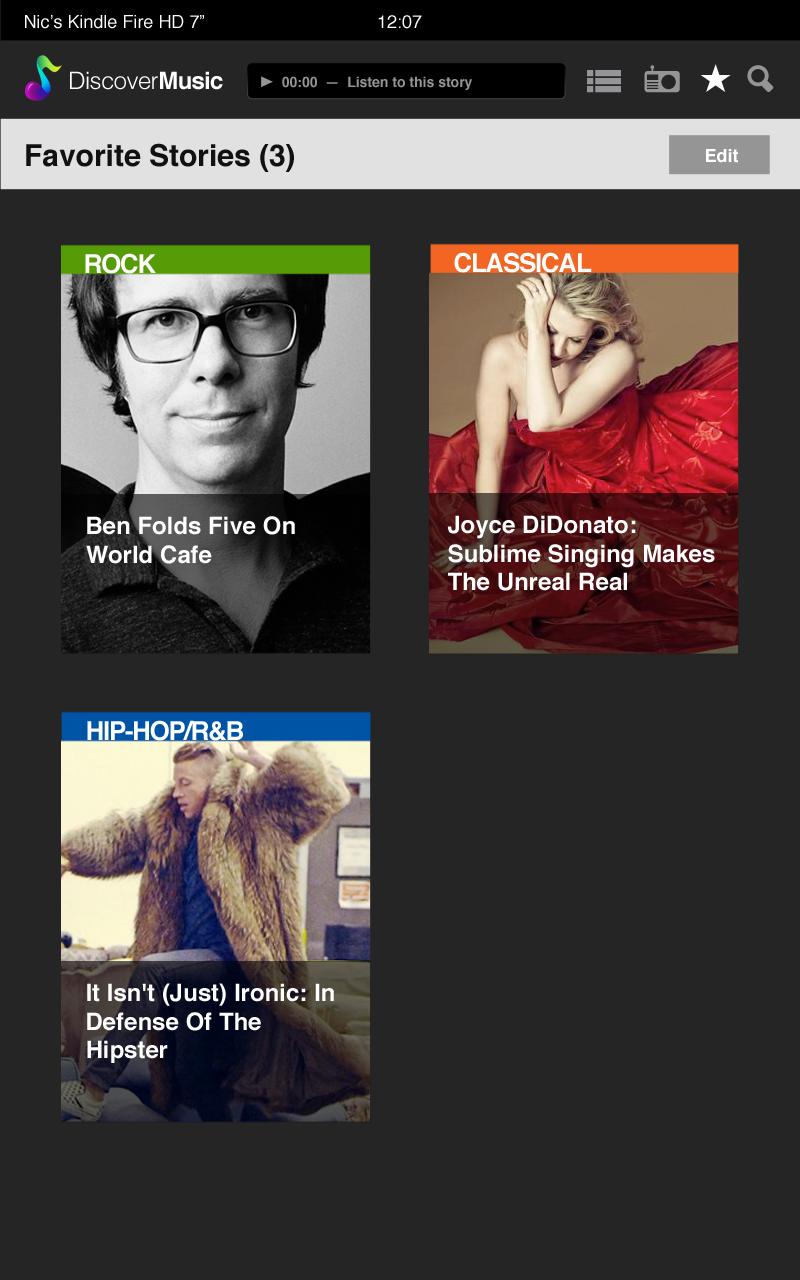 Nic’s Kindle Fire HD 7” 12:07
DiscoverMusic 00:00 — Listen to this story
Favorite Stories (3) Edit
ROCK
Ben Folds Five On
World Cafe
CLASSICAL
Joyce DiDonato:
Sublime Singing Makes
The Unreal Real
HIP-HOP/R&B
It Isn't (Just) Ironic: In
Defense Of The
Hipster